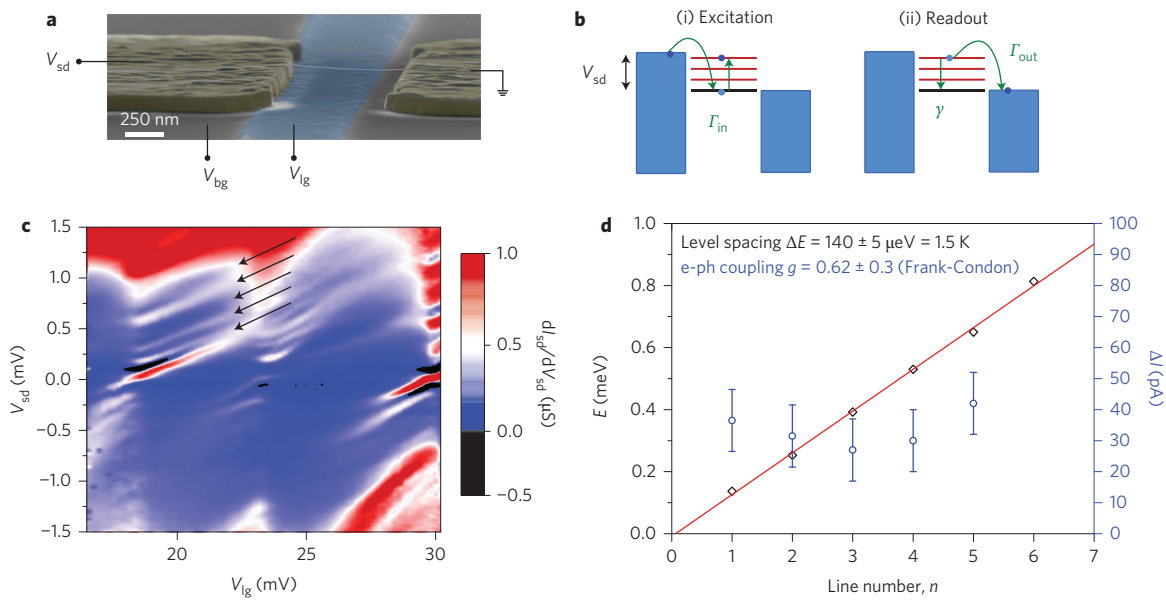 a
V_sd
250 nm
V_bg
V_lg
b
(i) Excitation
(ii) Readout
V_sd
Γ_in
Γ_out
γ
c
1.5
1.0
0.5
0.0
−0.5
−1.0
−1.5
V_sd (mV)
20
25
30
V_lg (mV)
1.0
0.5
0.0
−0.5
dI_sd/dV_sd (μS)
d
Level spacing ΔE = 140 ± 5 μeV = 1.5 K
e-ph coupling g = 0.62 ± 0.3 (Frank-Condon)
1.0
0.8
0.6
0.4
0.2
0.0
E (meV)
0
1
2
3
4
5
6
7
Line number, n
100
90
80
70
60
50
40
30
20
10
0
ΔI (pA)